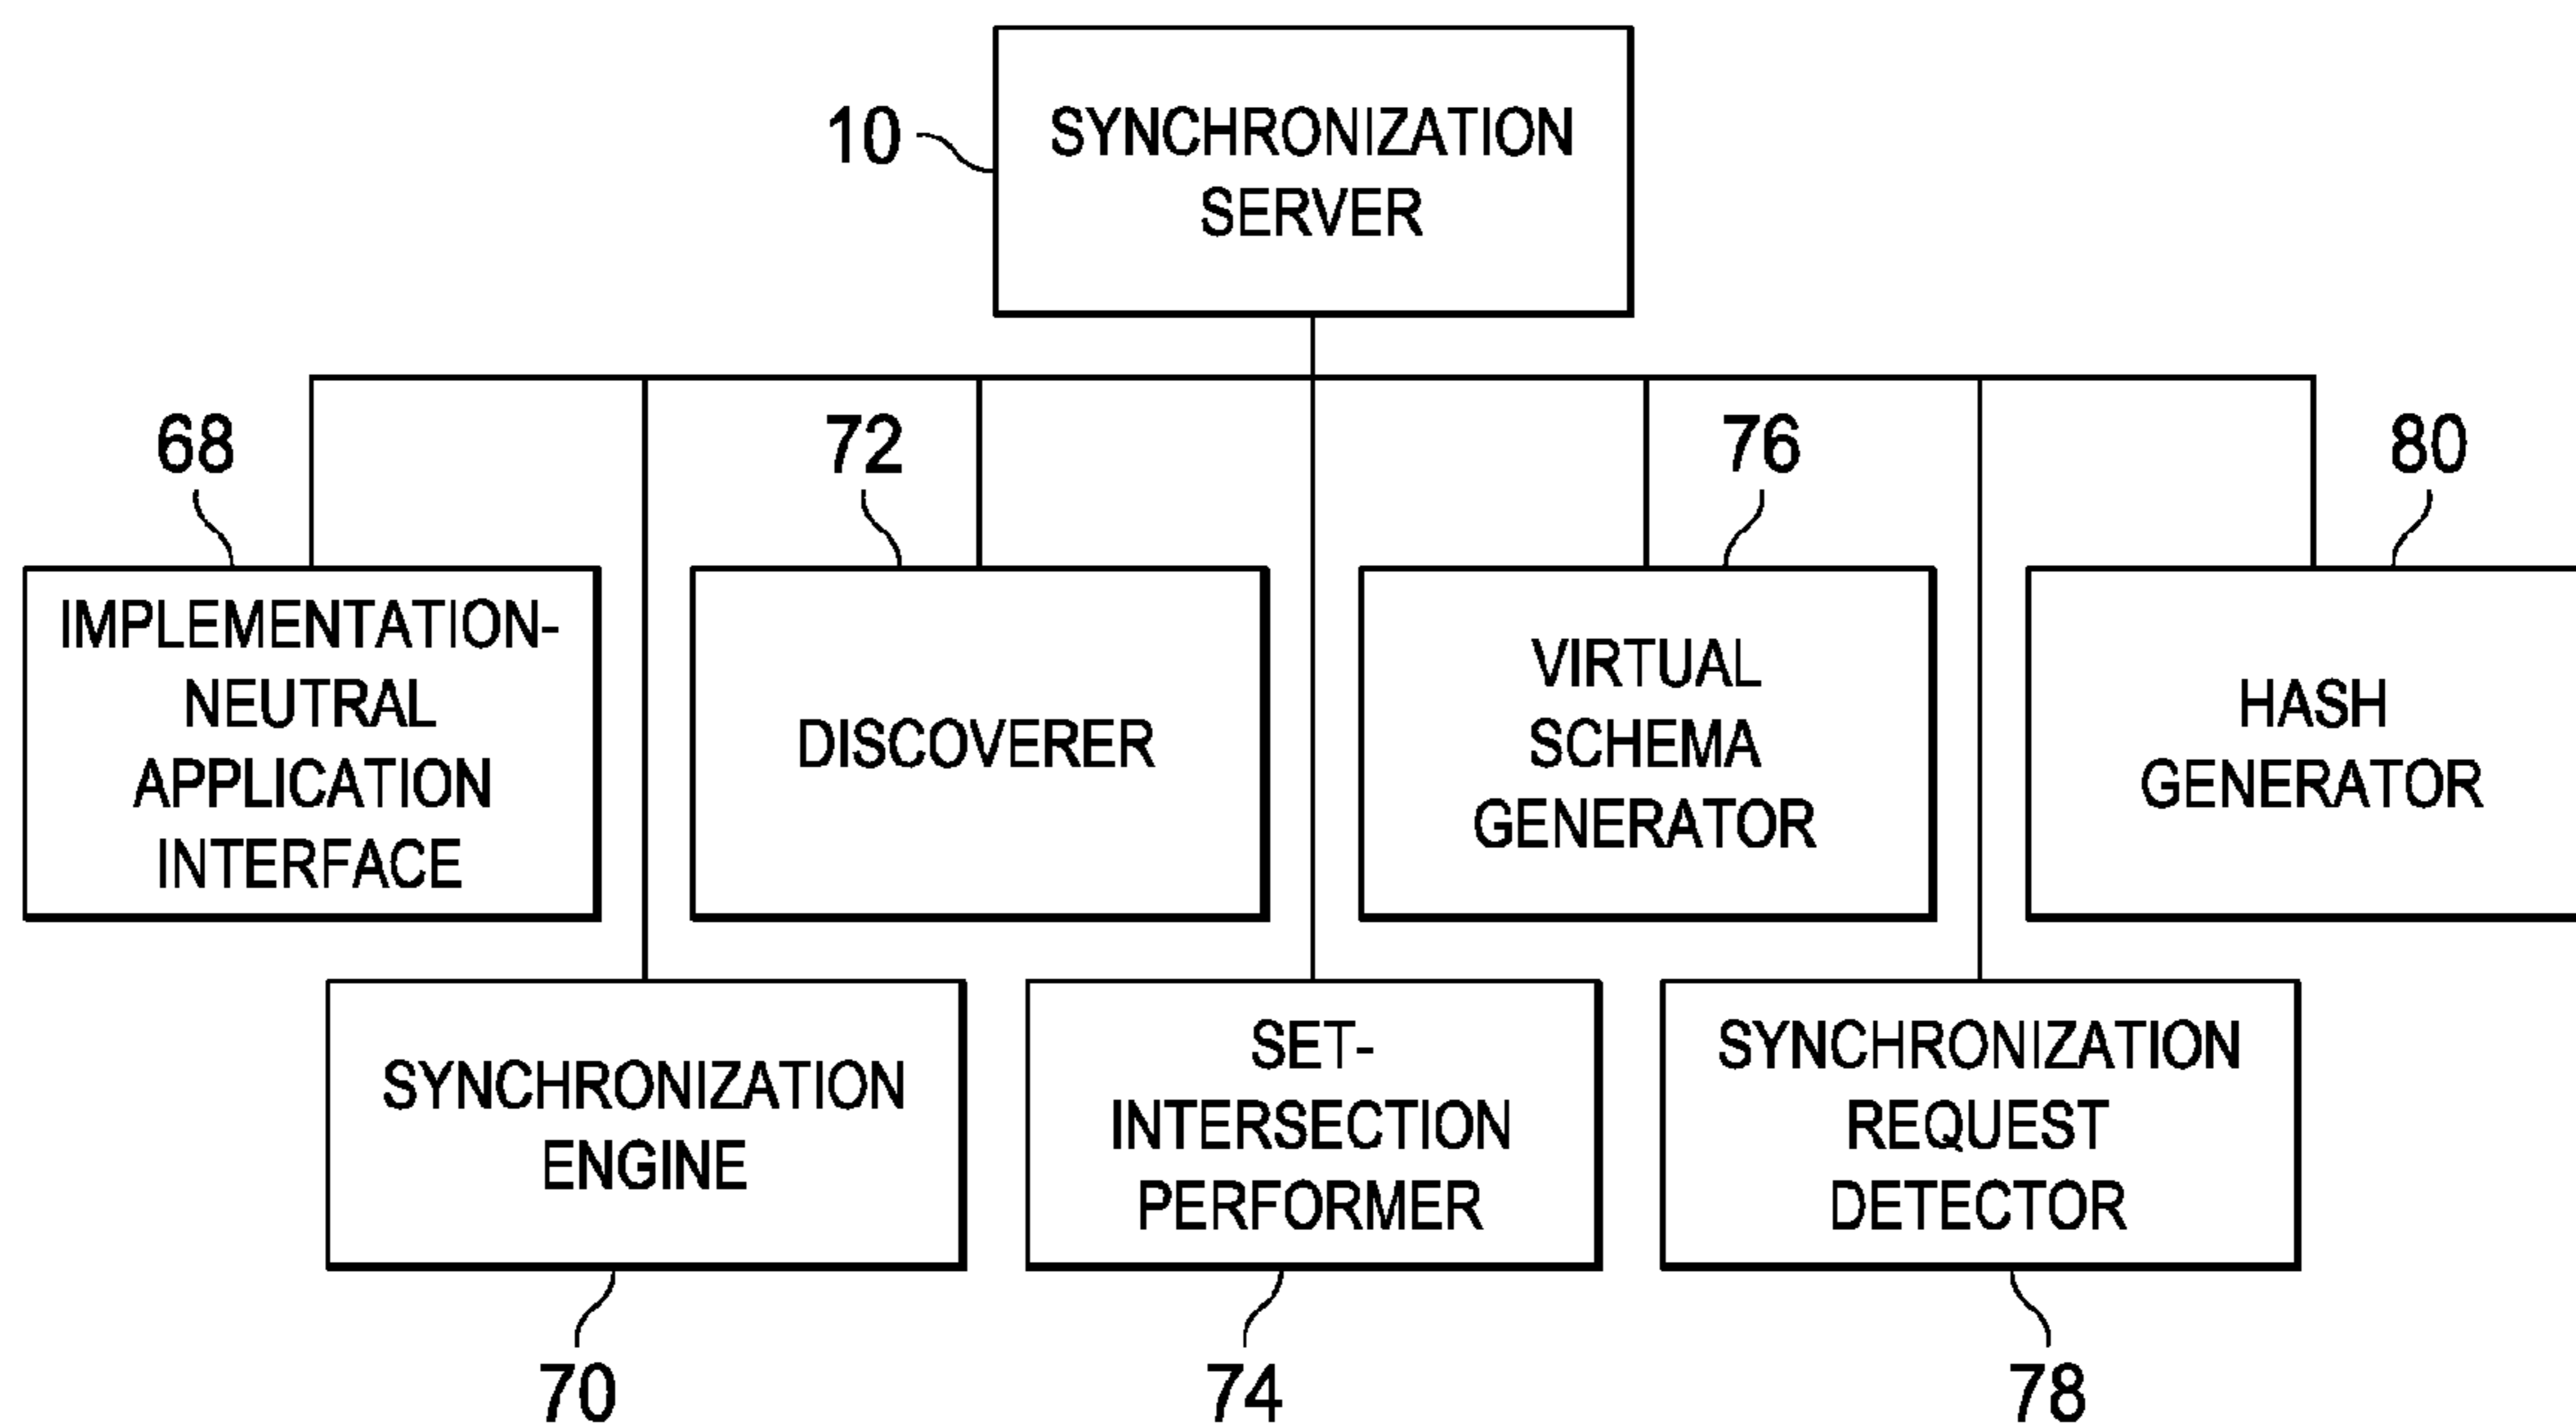 10
SYNCHRONIZATION
SERVER
68
72
76
80
IMPLEMENTATION-
NEUTRAL
APPLICATION
INTERFACE
DISCOVERER
VIRTUAL
SCHEMA
GENERATOR
HASH
GENERATOR
SYNCHRONIZATION
ENGINE
SET-
INTERSECTION
PERFORMER
SYNCHRONIZATION
REQUEST
DETECTOR
70
74
78